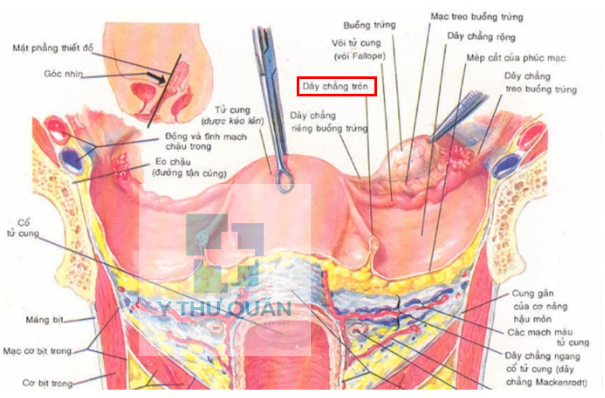 Buồng trứng
Mạc treo buồng trứng
Vòi tử cung
(vòi Fallope)
Dây chằng rộng
Mép cắt của phúc mạc
Dây chằng
treo buồng trứng
Mặt phẳng thiết đồ
Góc nhìn
Dây chằng tròn
Tử cung
(được kéo lên)
Dây chằng
riêng buồng trứng
Động và tĩnh mạch
chậu trong
Eo chậu
(đường tận cùng)
Cổ
tử cung
Y THƯ QUÁN
Màng bịt
Mạc cơ bịt trong
Cơ bịt trong
Cung gân
của cơ nâng
hậu môn
Các mạch máu
tử cung
Dây chằng ngang
cổ tử cung (dây
chằng Mackenrodt)